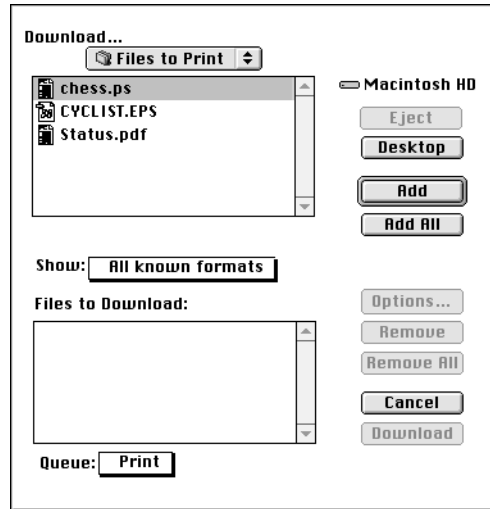 Download...
Files to Print
chess.ps
CYCLIST.EPS
Status.pdf
Macintosh HD
Eject
Desktop
Add
Add All
Show: All known formats
Files to Download:
Options...
Remove
Remove All
Cancel
Download
Queue: Print